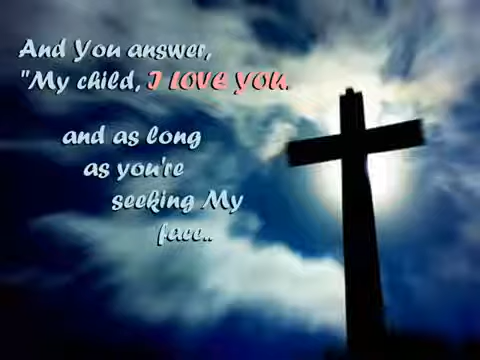 And You answer,
"My child, I LOVE YOU.
and as long
as you're
seeking My
face..